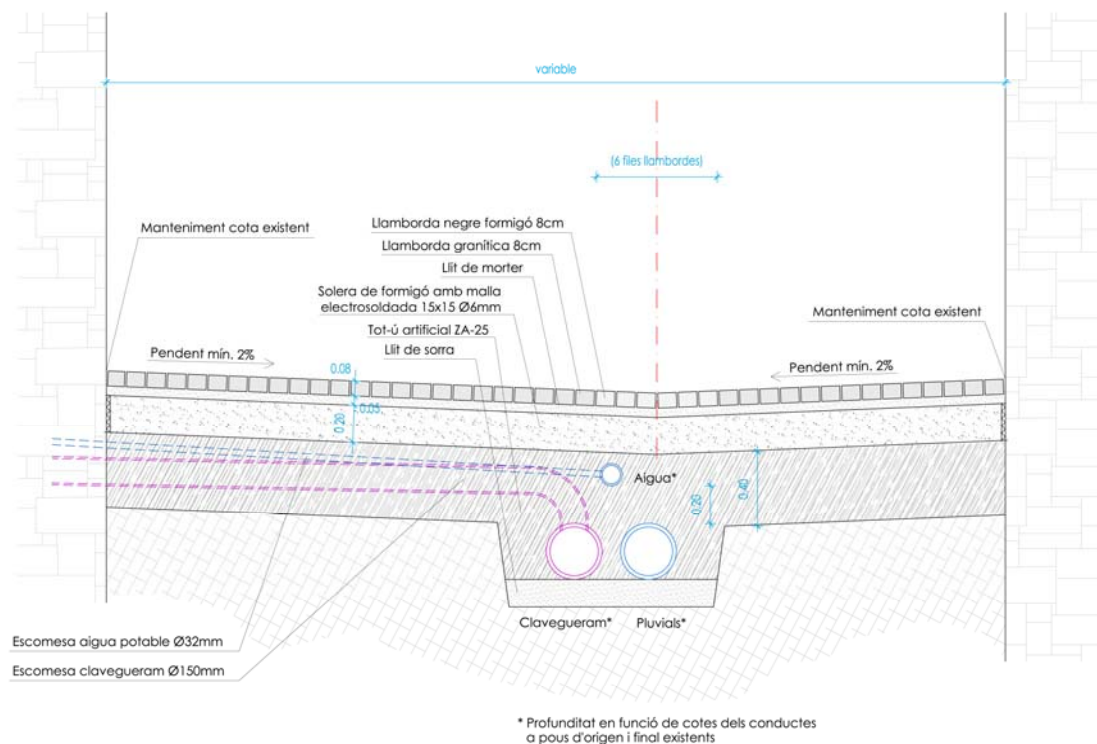 variable
(6 files llambordes)
Llamborda negre formigó 8cm
Manteniment cota existent
Llamborda granítica 8cm
Llit de morter
Solera de formigó amb malla
electrosoldada 15x15 Ø6mm
Manteniment cota existent
Tot-ú artificial ZA-25
Llit de sorra
Pendent mín. 2%
Pendent mín. 2%
0.08
0.05
0.20
Aigua*
0.20
0.40
Clavegueram*
Pluvials*
Escomesa aigua potable Ø32mm
Escomesa clavegueram Ø150mm
* Profunditat en funció de cotes dels conductes
a pous d'origen i final existents